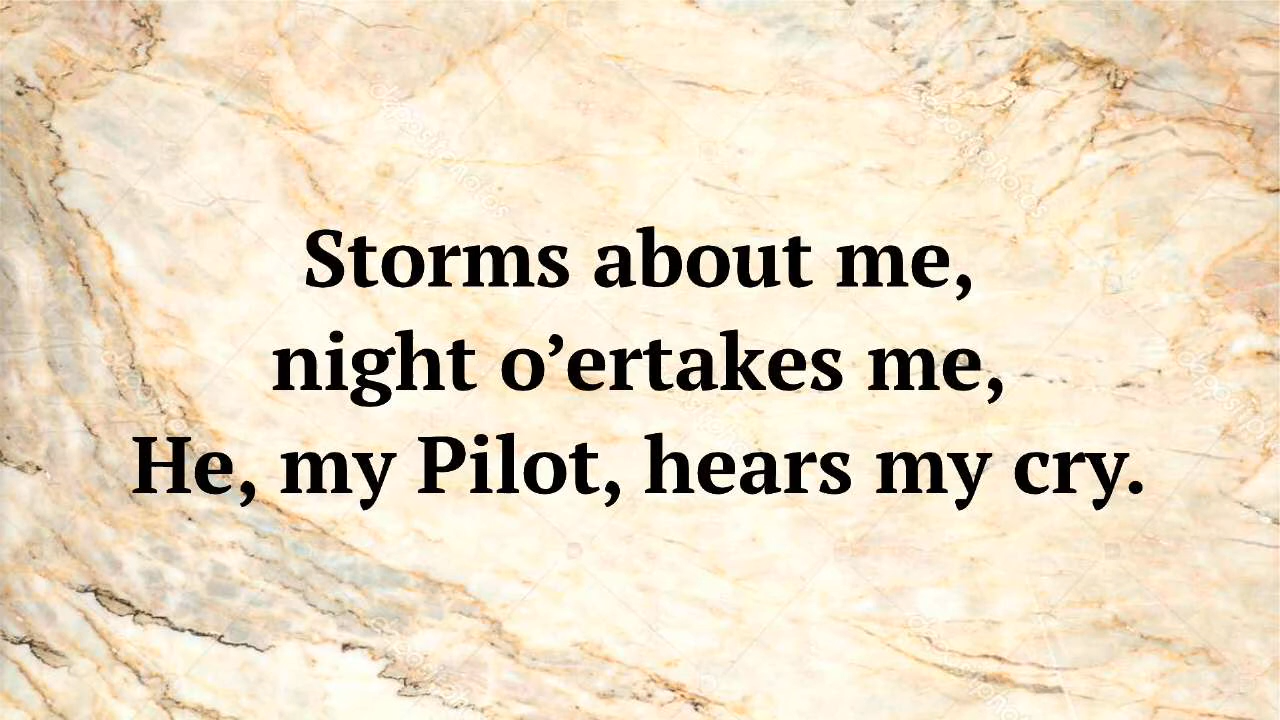 Storms about me,
night o’ertakes me,
He, my Pilot, hears my cry.